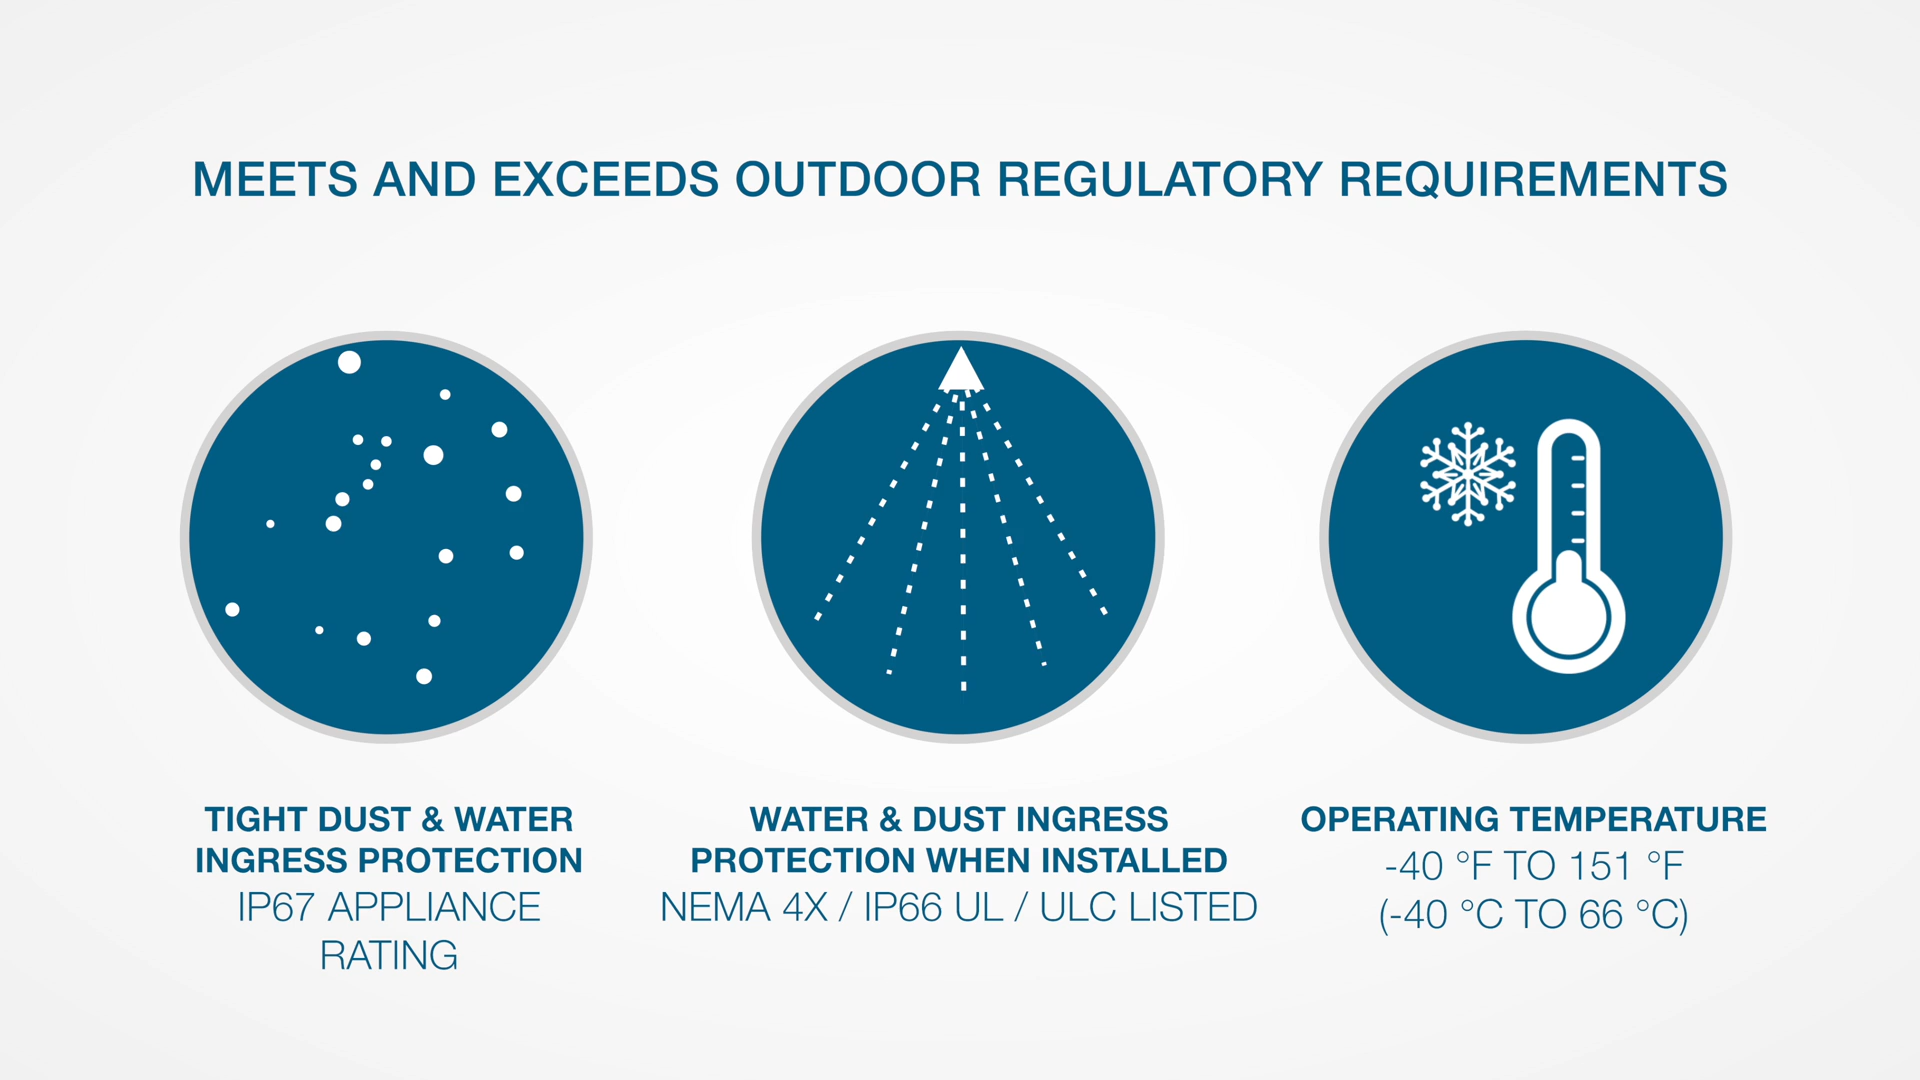 MEETS AND EXCEEDS OUTDOOR REGULATORY REQUIREMENTS
TIGHT DUST & WATER
INGRESS PROTECTION
IP67 APPLIANCE
RATING
WATER & DUST INGRESS
PROTECTION WHEN INSTALLED
NEMA 4X / IP66 UL / ULC LISTED
OPERATING TEMPERATURE
-40 °F TO 151 °F
(-40 °C TO 66 °C)